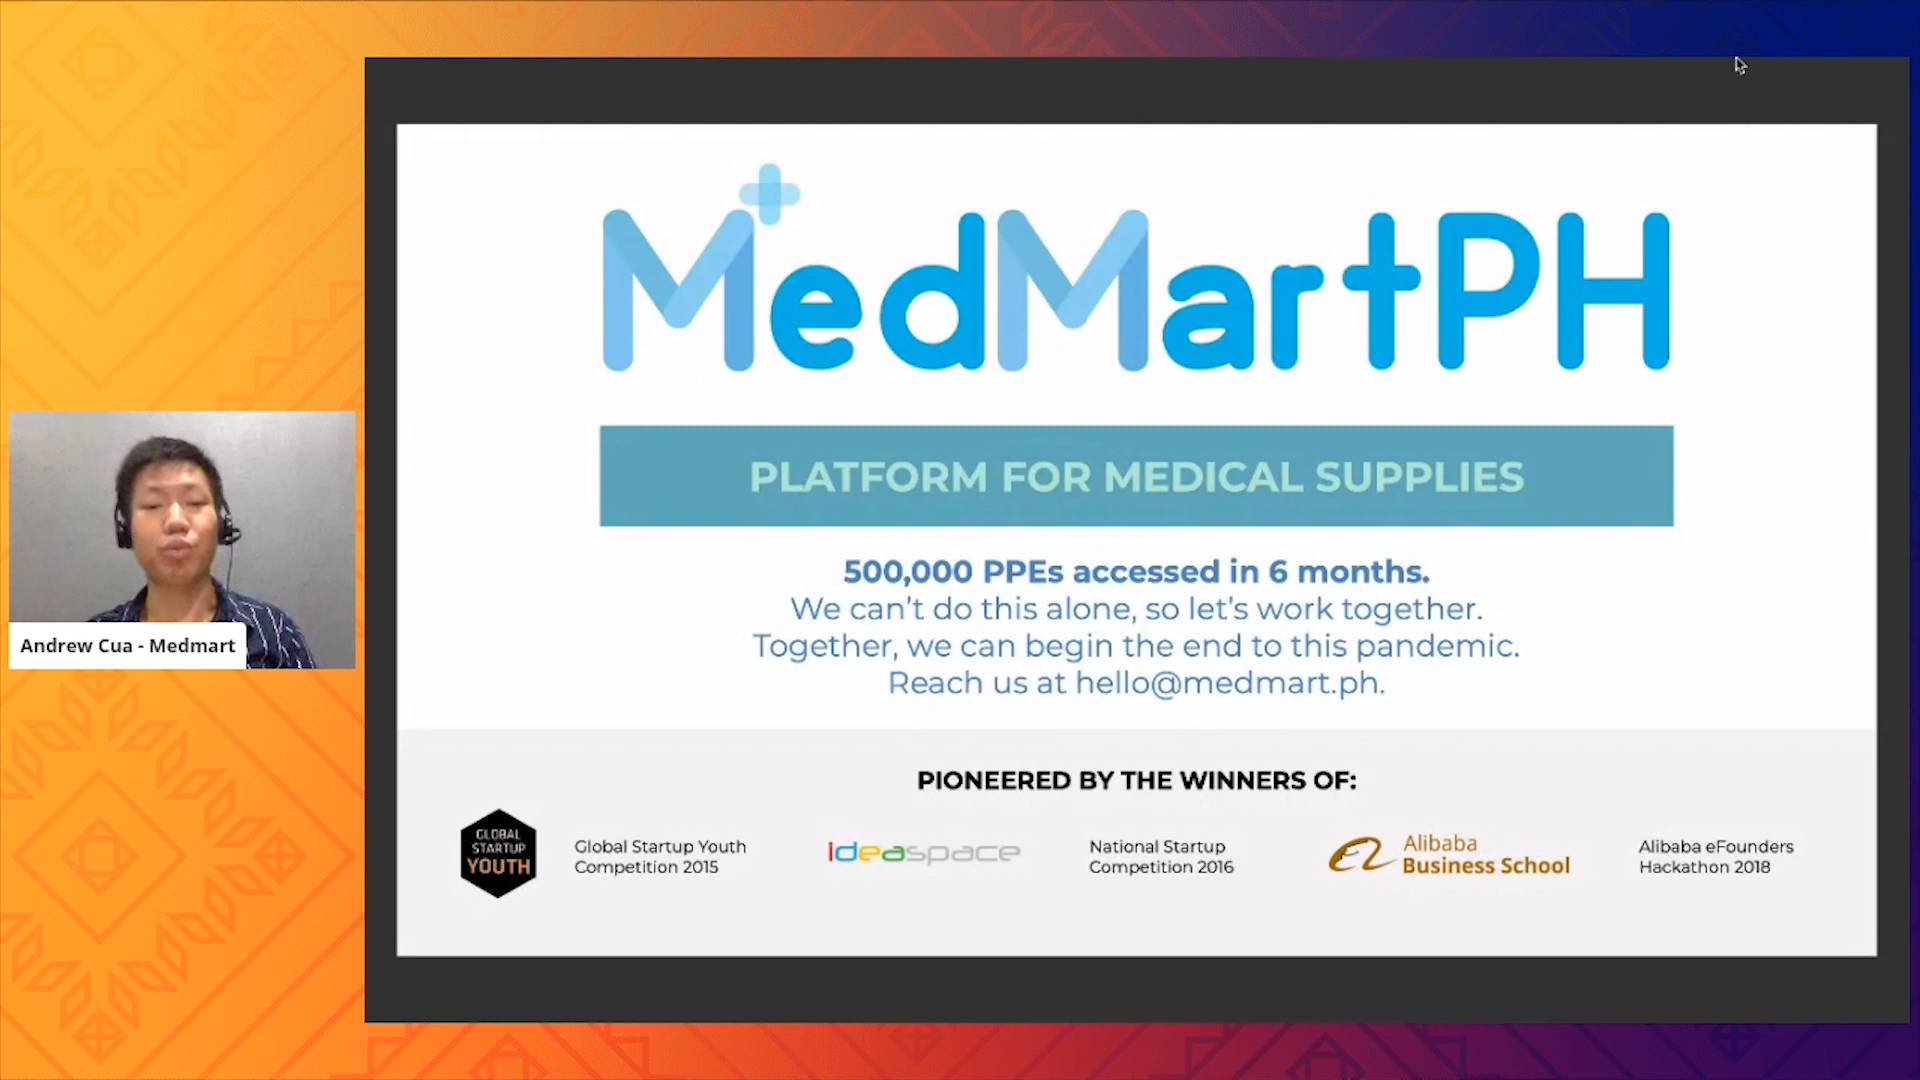 MedMartPH
PLATFORM FOR MEDICAL SUPPLIES
500,000 PPEs accessed in 6 months.
We can't do this alone, so let's work together.
Together, we can begin the end to this pandemic.
Reach us at hello@medmart.ph.
Andrew Cua - Medmart
PIONEERED BY THE WINNERS OF:
GLOBAL
STARTUP
YOUTH
Global Startup Youth
Competition 2015
ideaspace
National Startup
Competition 2016
Alibaba
Business School
Alibaba eFounders
Hackathon 2018